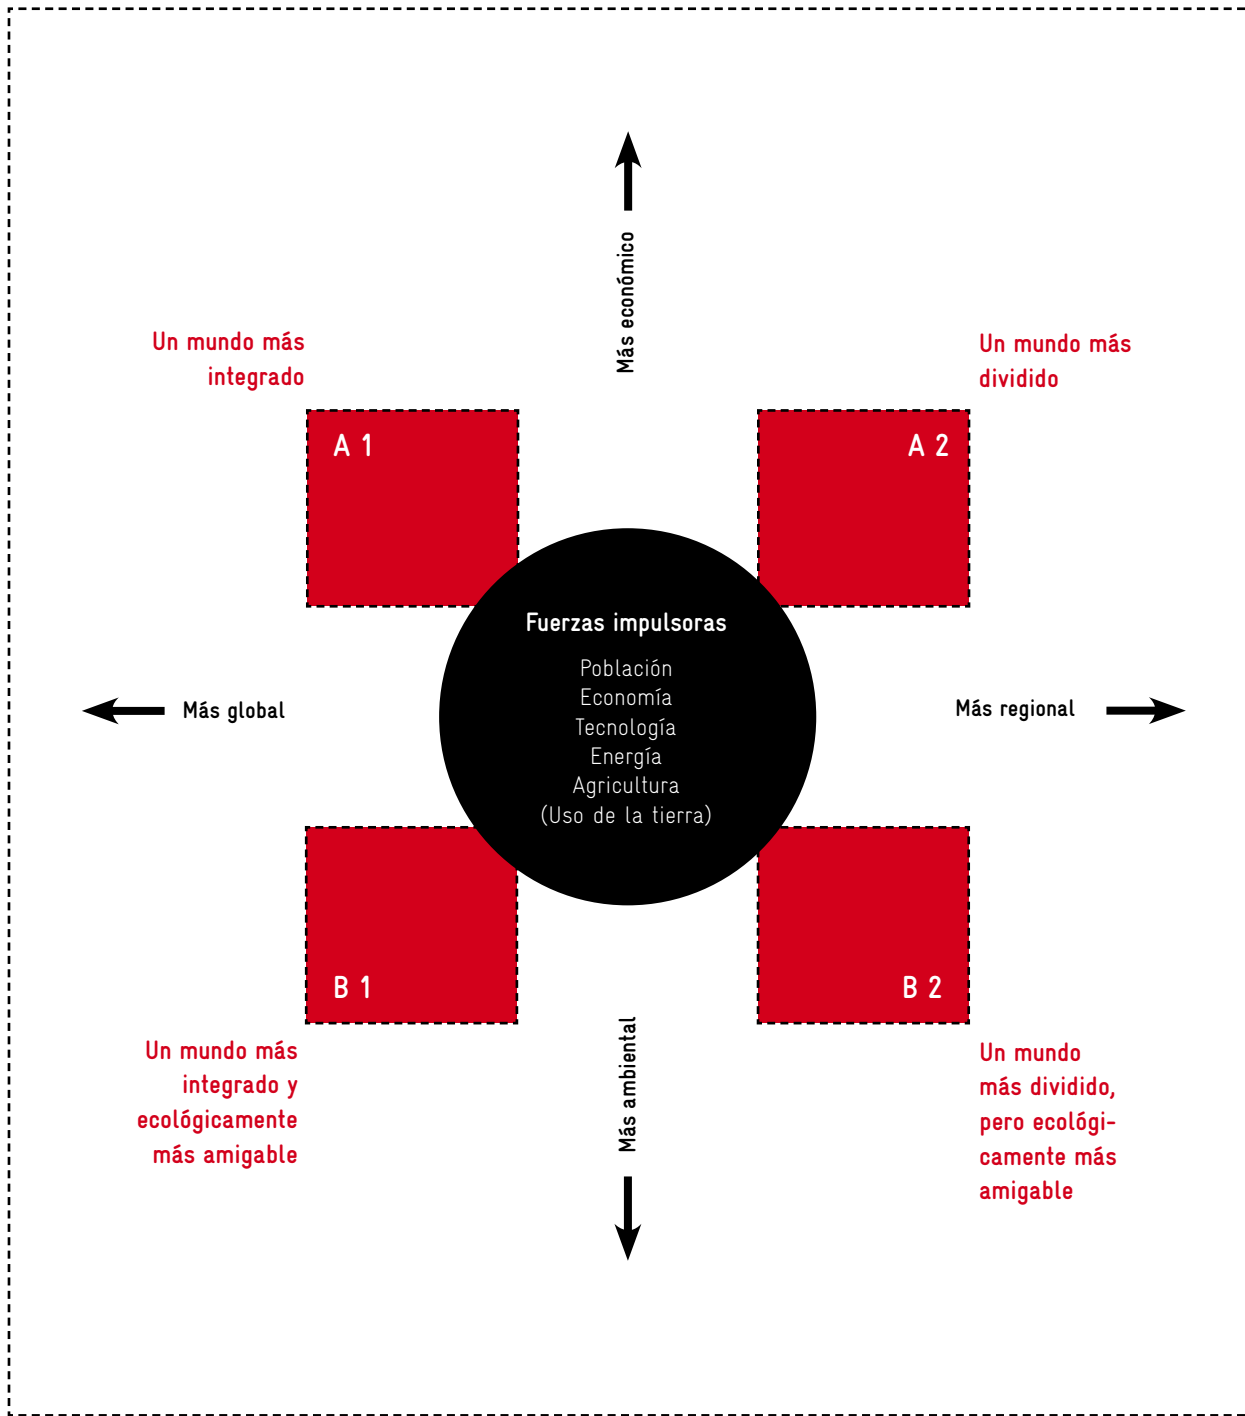 Más económico
Un mundo más
integrado
Un mundo más
dividido
A 1
A 2
Fuerzas impulsoras
Población
Economía
Tecnología
Energía
Agricultura
(Uso de la tierra)
Más global
Más regional
B 1
B 2
Un mundo más
integrado y
ecológicamente
más amigable
Más ambiental
Un mundo
más dividido,
pero ecológi-
camente más
amigable